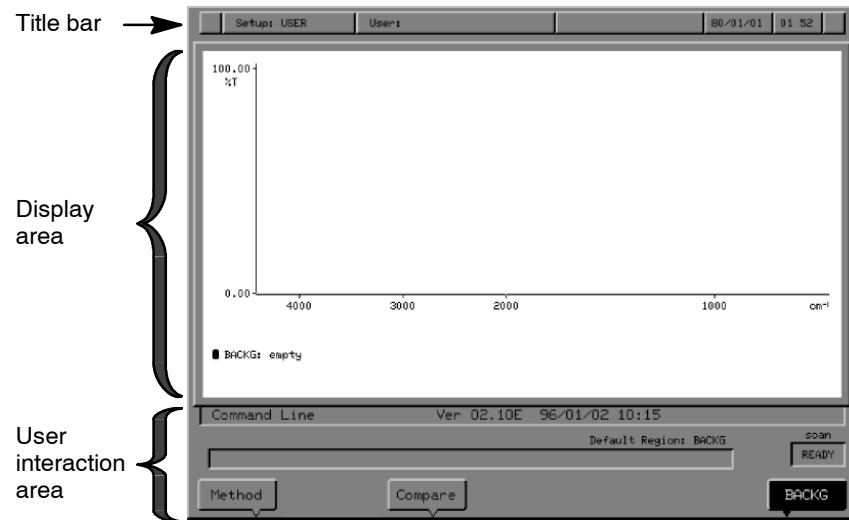 Title bar
Setup: USER User: 80/01/01 01 52
100.00
%T
Display
area
0.00
4000 3000 2000 1000 cm-1
BACKG: empty
Command Line Ver 02.10E 96/01/02 10:15
User
interaction
area
Default Region: BACKG
scan
READY
Method Compare BACKG